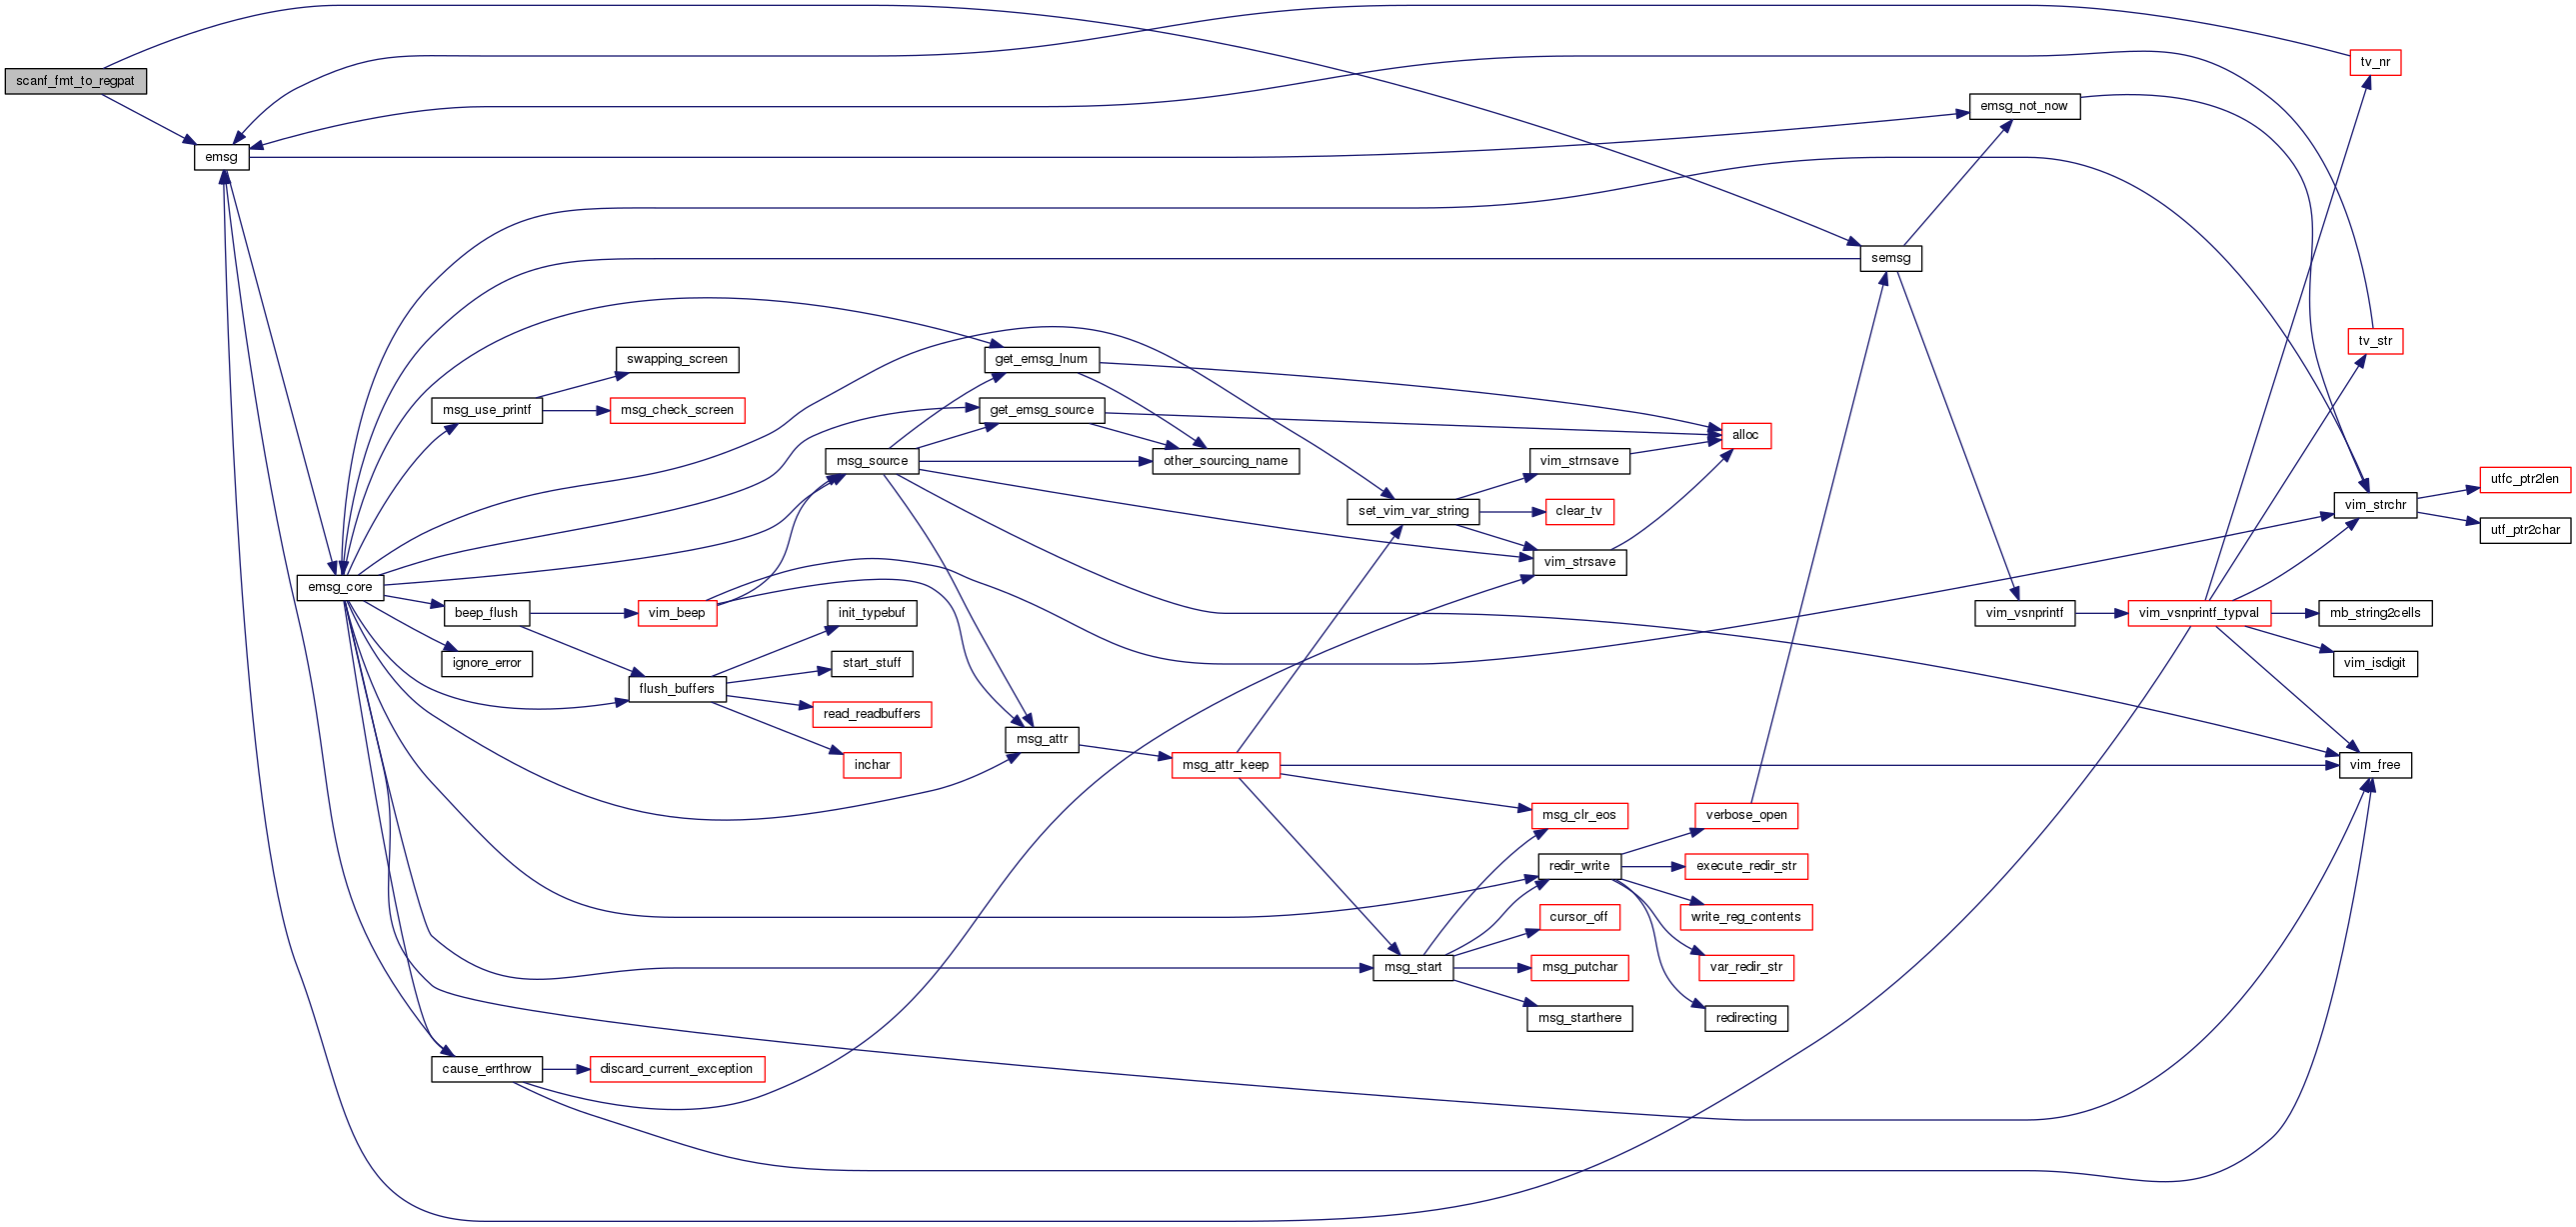 scanf_fmt_to_regpat
emsg
emsg_core
msg_use_printf
swapping_screen
msg_check_screen
beep_flush
ignore_error
vim_beep
flush_buffers
init_typebuf
start_stuff
read_readbuffers
inchar
cause_errthrow
discard_current_exception
msg_source
get_emsg_lnum
get_emsg_source
other_sourcing_name
msg_attr
msg_attr_keep
set_vim_var_string
vim_strnsave
clear_tv
vim_strsave
alloc
msg_start
msg_clr_eos
redir_write
cursor_off
msg_putchar
msg_starthere
verbose_open
execute_redir_str
write_reg_contents
var_redir_str
redirecting
semsg
emsg_not_now
vim_vsnprintf
vim_vsnprintf_typval
tv_nr
tv_str
vim_strchr
utfc_ptr2len
utf_ptr2char
mb_string2cells
vim_isdigit
vim_free